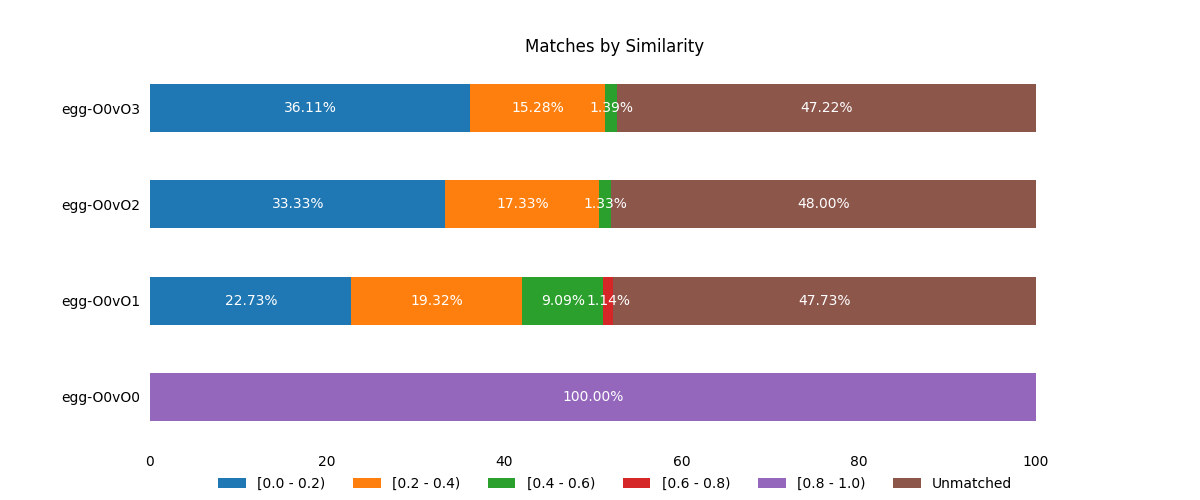 Matches by Similarity
egg-O0vO3 36.11% 15.28% 1.39% 47.22%
egg-O0vO2 33.33% 17.33% 1.33% 48.00%
egg-O0vO1 22.73% 19.32% 9.09% 1.14% 47.73%
egg-O0vO0 100.00%
0 20 40 60 80 100
[0.0 - 0.2) [0.2 - 0.4) [0.4 - 0.6) [0.6 - 0.8) [0.8 - 1.0) Unmatched